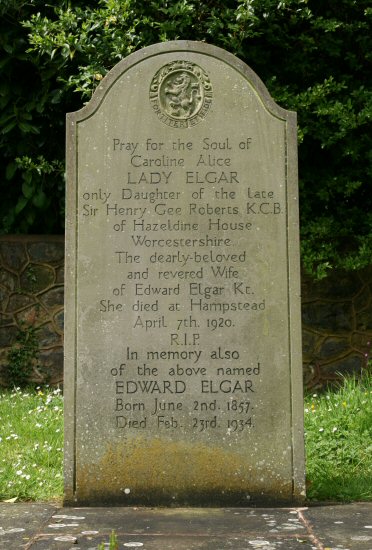 Pray for the Soul of
Caroline Alice
LADY ELGAR
only Daughter of the late
Sir Henry Gee Roberts K.C.B.
of Hazeldine House
Worcestershire.
The dearly-beloved
and revered Wife
of Edward Elgar Kt.
She died at Hampstead
April 7th. 1920.
R.I.P.
In memory also
of the above named
EDWARD ELGAR
Born June 2nd. 1857.
Died Feb. 23rd. 1934.